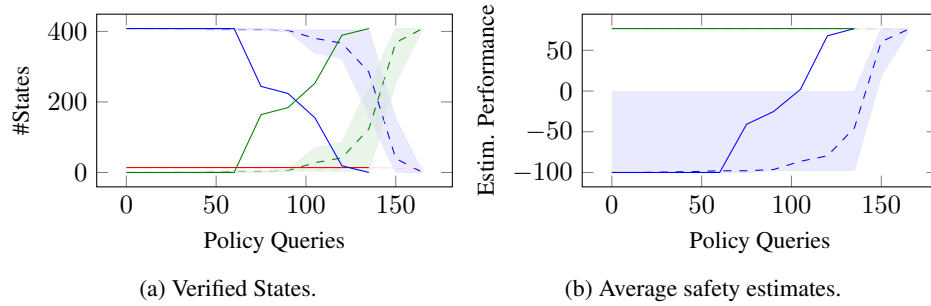 #States
400
200
0
0
50
100
150
Policy Queries
(a) Verified States.
Estim. Performance
50
0
−50
−100
0
50
100
150
Policy Queries
(b) Average safety estimates.